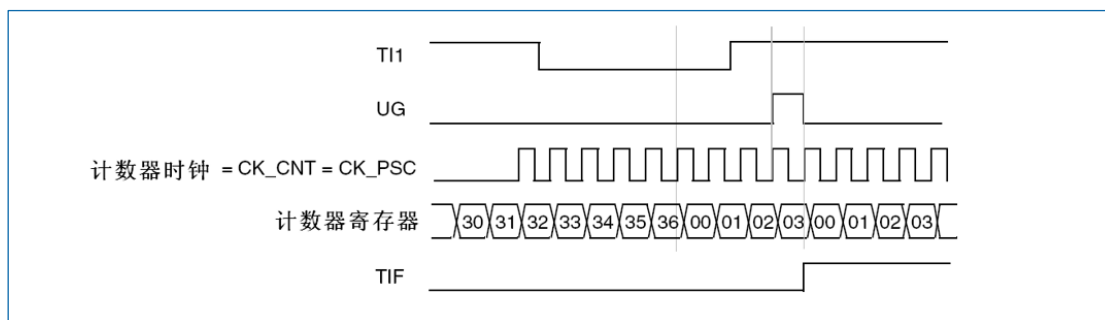 TI1
UG
计数器时钟 = CK_CNT = CK_PSC
计数器寄存器 30 31 32 33 34 35 36 00 01 02 03 00 01 02 03
TIF